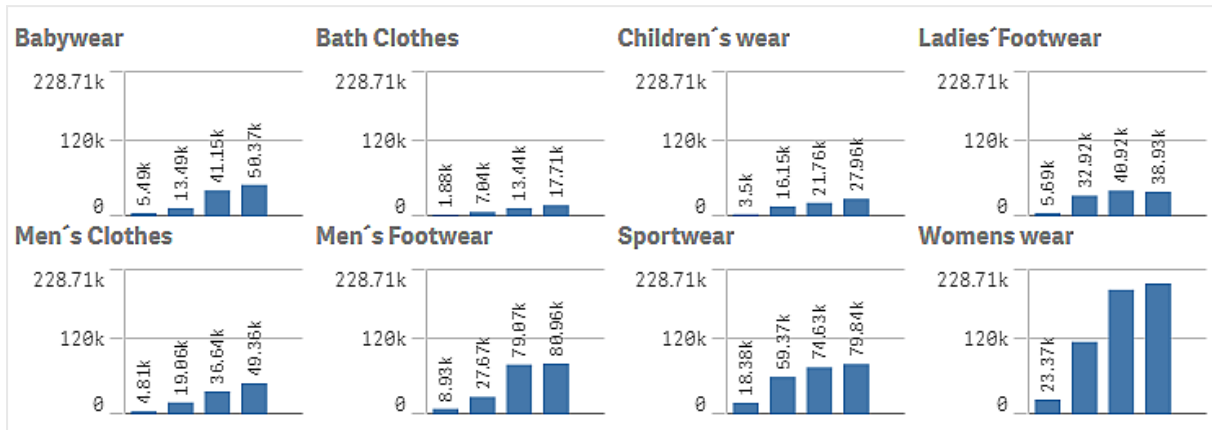 Babywear
228.71k
120k
0
5.49k
13.49k
41.15k
50.37k
Bath Clothes
228.71k
120k
0
1.88k
7.04k
13.44k
17.71k
Children´s wear
228.71k
120k
0
3.5k
16.15k
21.76k
27.96k
Ladies´Footwear
228.71k
120k
0
5.69k
32.92k
40.92k
38.93k
Men´s Clothes
228.71k
120k
0
4.81k
19.06k
36.64k
49.36k
Men´s Footwear
228.71k
120k
0
8.93k
27.67k
79.07k
80.96k
Sportwear
228.71k
120k
0
18.38k
59.37k
74.63k
79.84k
Womens wear
228.71k
120k
0
23.37k